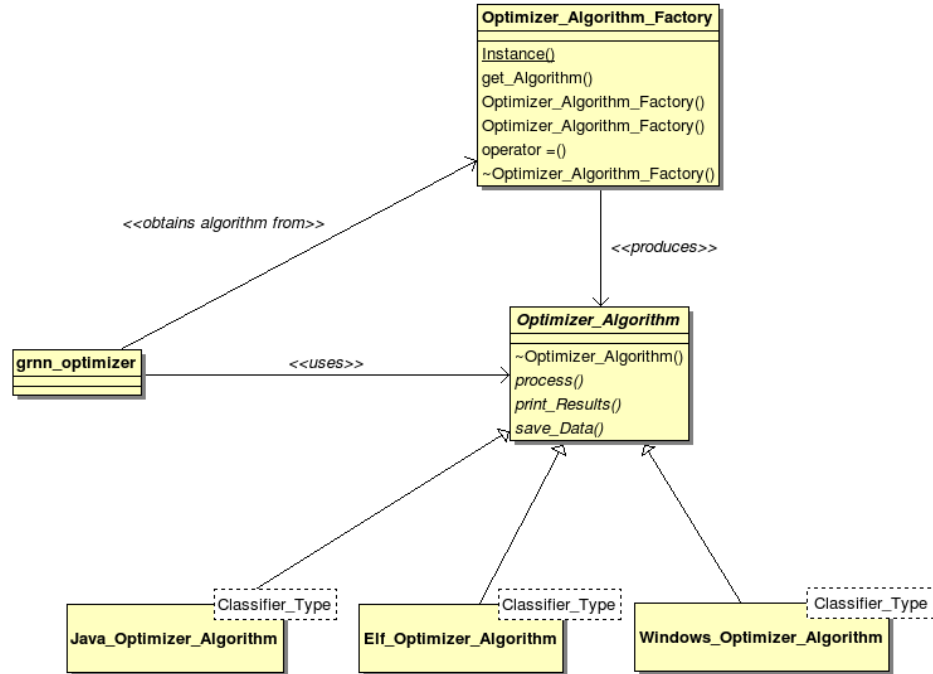 Optimizer_Algorithm_Factory
Instance()
get_Algorithm()
Optimizer_Algorithm_Factory()
Optimizer_Algorithm_Factory()
operator =()
~Optimizer_Algorithm_Factory()
<<obtains algorithm from>>
<<produces>>
Optimizer_Algorithm
~Optimizer_Algorithm()
process()
print_Results()
save_Data()
grnn_optimizer
<<uses>>
Classifier_Type
Java_Optimizer_Algorithm
Classifier_Type
Elf_Optimizer_Algorithm
Classifier_Type
Windows_Optimizer_Algorithm